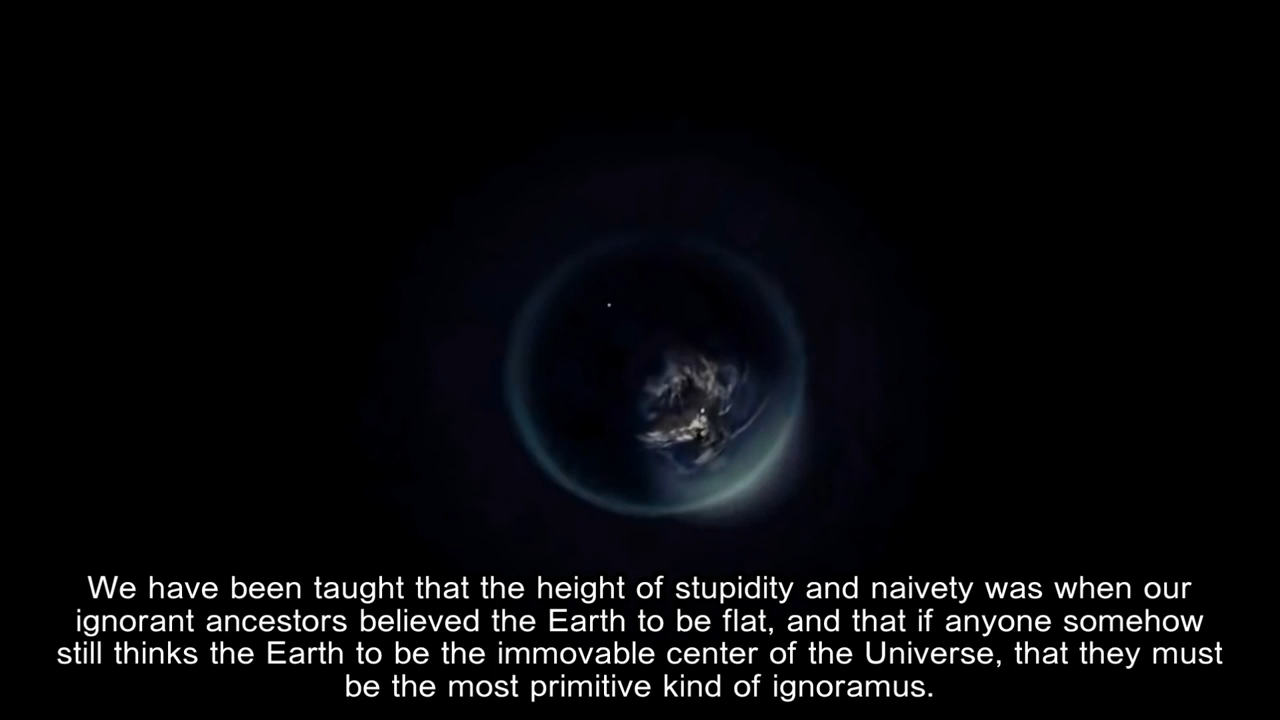 We have been taught that the height of stupidity and naivety was when our
ignorant ancestors believed the Earth to be flat, and that if anyone somehow
still thinks the Earth to be the immovable center of the Universe, that they must
be the most primitive kind of ignoramus.